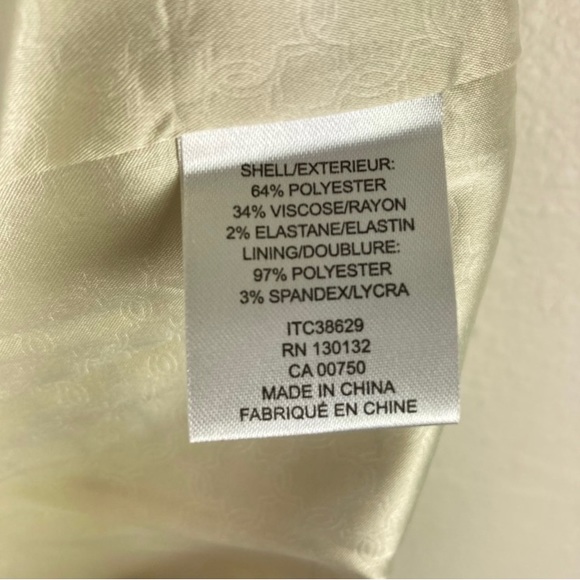 SHELL/EXTERIEUR:
64% POLYESTER
34% VISCOSE/RAYON
2% ELASTANE/ELASTIN
LINING/DOUBLURE:
97% POLYESTER
3% SPANDEX/LYCRA
ITC38629
RN 130132
CA 00750
MADE IN CHINA
FABRIQUÉ EN CHINE